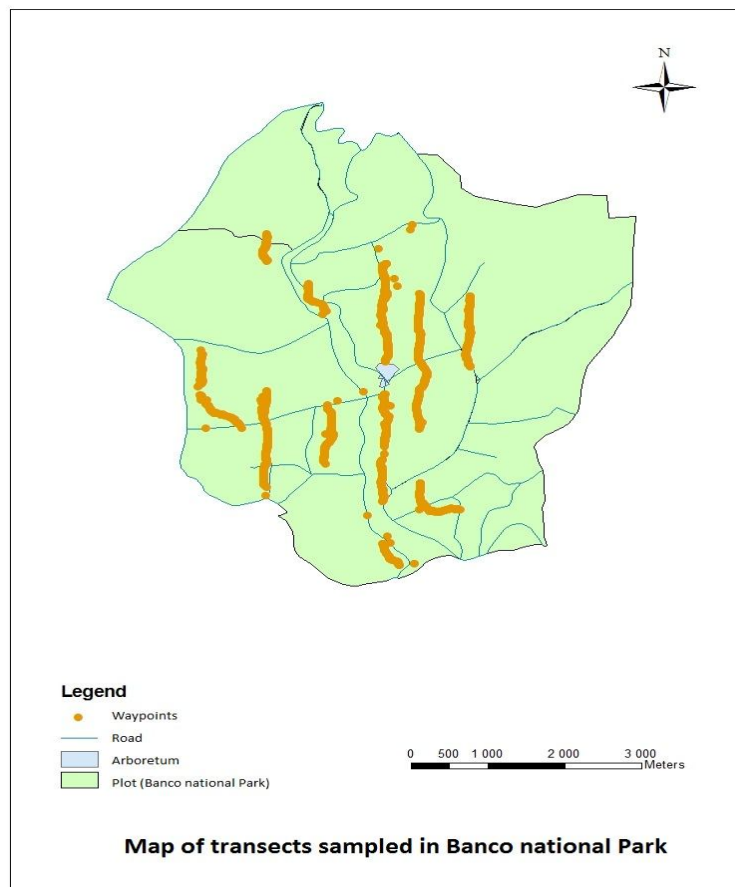 N
Legend
Waypoints
Road
Arboretum
Plot (Banco national Park)
0 500 1 000 2 000 3 000
Meters
Map of transects sampled in Banco national Park